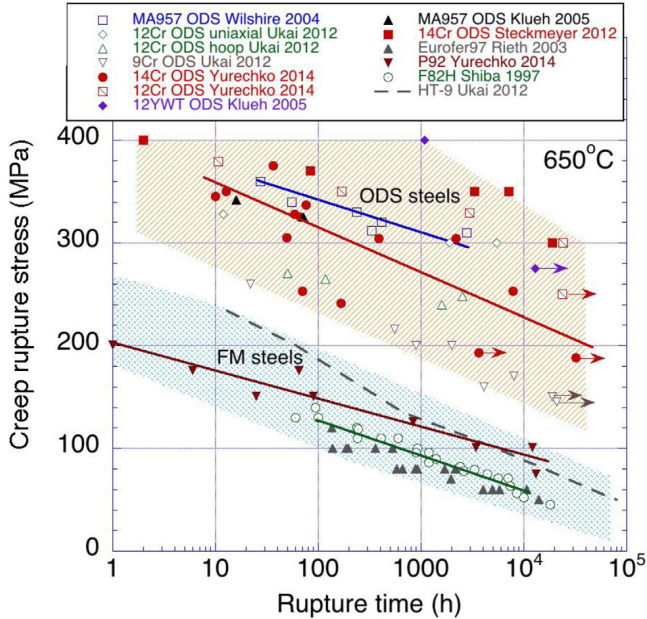 MA957 ODS Wilshire 2004
12Cr ODS uniaxial Ukai 2012
12Cr ODS hoop Ukai 2012
9Cr ODS Ukai 2012
14Cr ODS Yurechko 2014
12Cr ODS Yurechko 2014
12YWT ODS Klueh 2005
MA957 ODS Klueh 2005
14Cr ODS Steckmeyer 2012
Eurofer97 Rieth 2003
P92 Yurechko 2014
F82H Shiba 1997
HT-9 Ukai 2012
650°C
ODS steels
FM steels
Creep rupture stress (MPa)
400
300
200
100
0
1
10
100
1000
10⁴
10⁵
Rupture time (h)